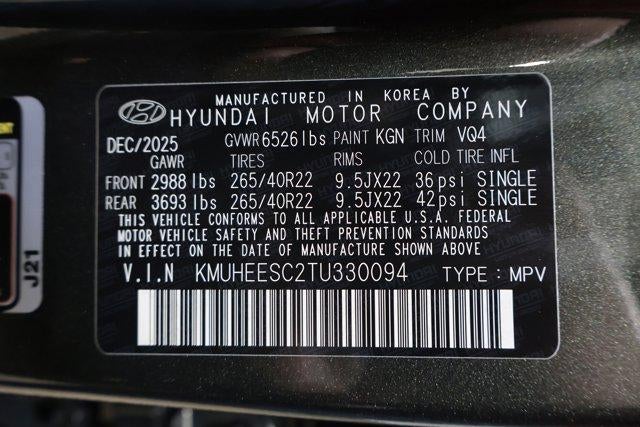 MANUFACTURED IN KOREA BY
HYUNDAI MOTOR COMPANY
DEC/2025 GVWR 6526lbs PAINT KGN TRIM VQ4
GAWR TIRES RIMS COLD TIRE INFL
FRONT 2988 lbs 265/40R22 9.5JX22 36psi SINGLE
REAR 3693 lbs 265/40R22 9.5JX22 42psi SINGLE
THIS VEHICLE CONFORMS TO ALL APPLICABLE U.S.A. FEDERAL
MOTOR VEHICLE SAFETY AND THEFT PREVENTION STANDARDS
IN EFFECT ON THE DATE OF MANUFACTURE SHOWN ABOVE.
V.I.N KMUHEESC2TU330094 TYPE : MPV
J21